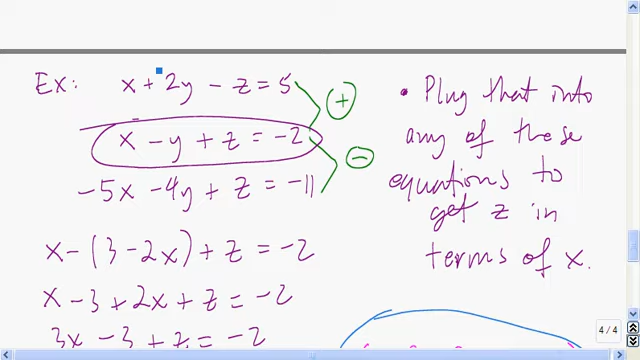 Ex: x + 2y - z = 5
x - y + z = -2
-5x - 4y + z = -11
+
-
x - (3 - 2x) + z = -2
x - 3 + 2x + z = -2
3x - 3 + z = -2
• Plug that into
any of these
equations to
get z in
terms of x.
4/4